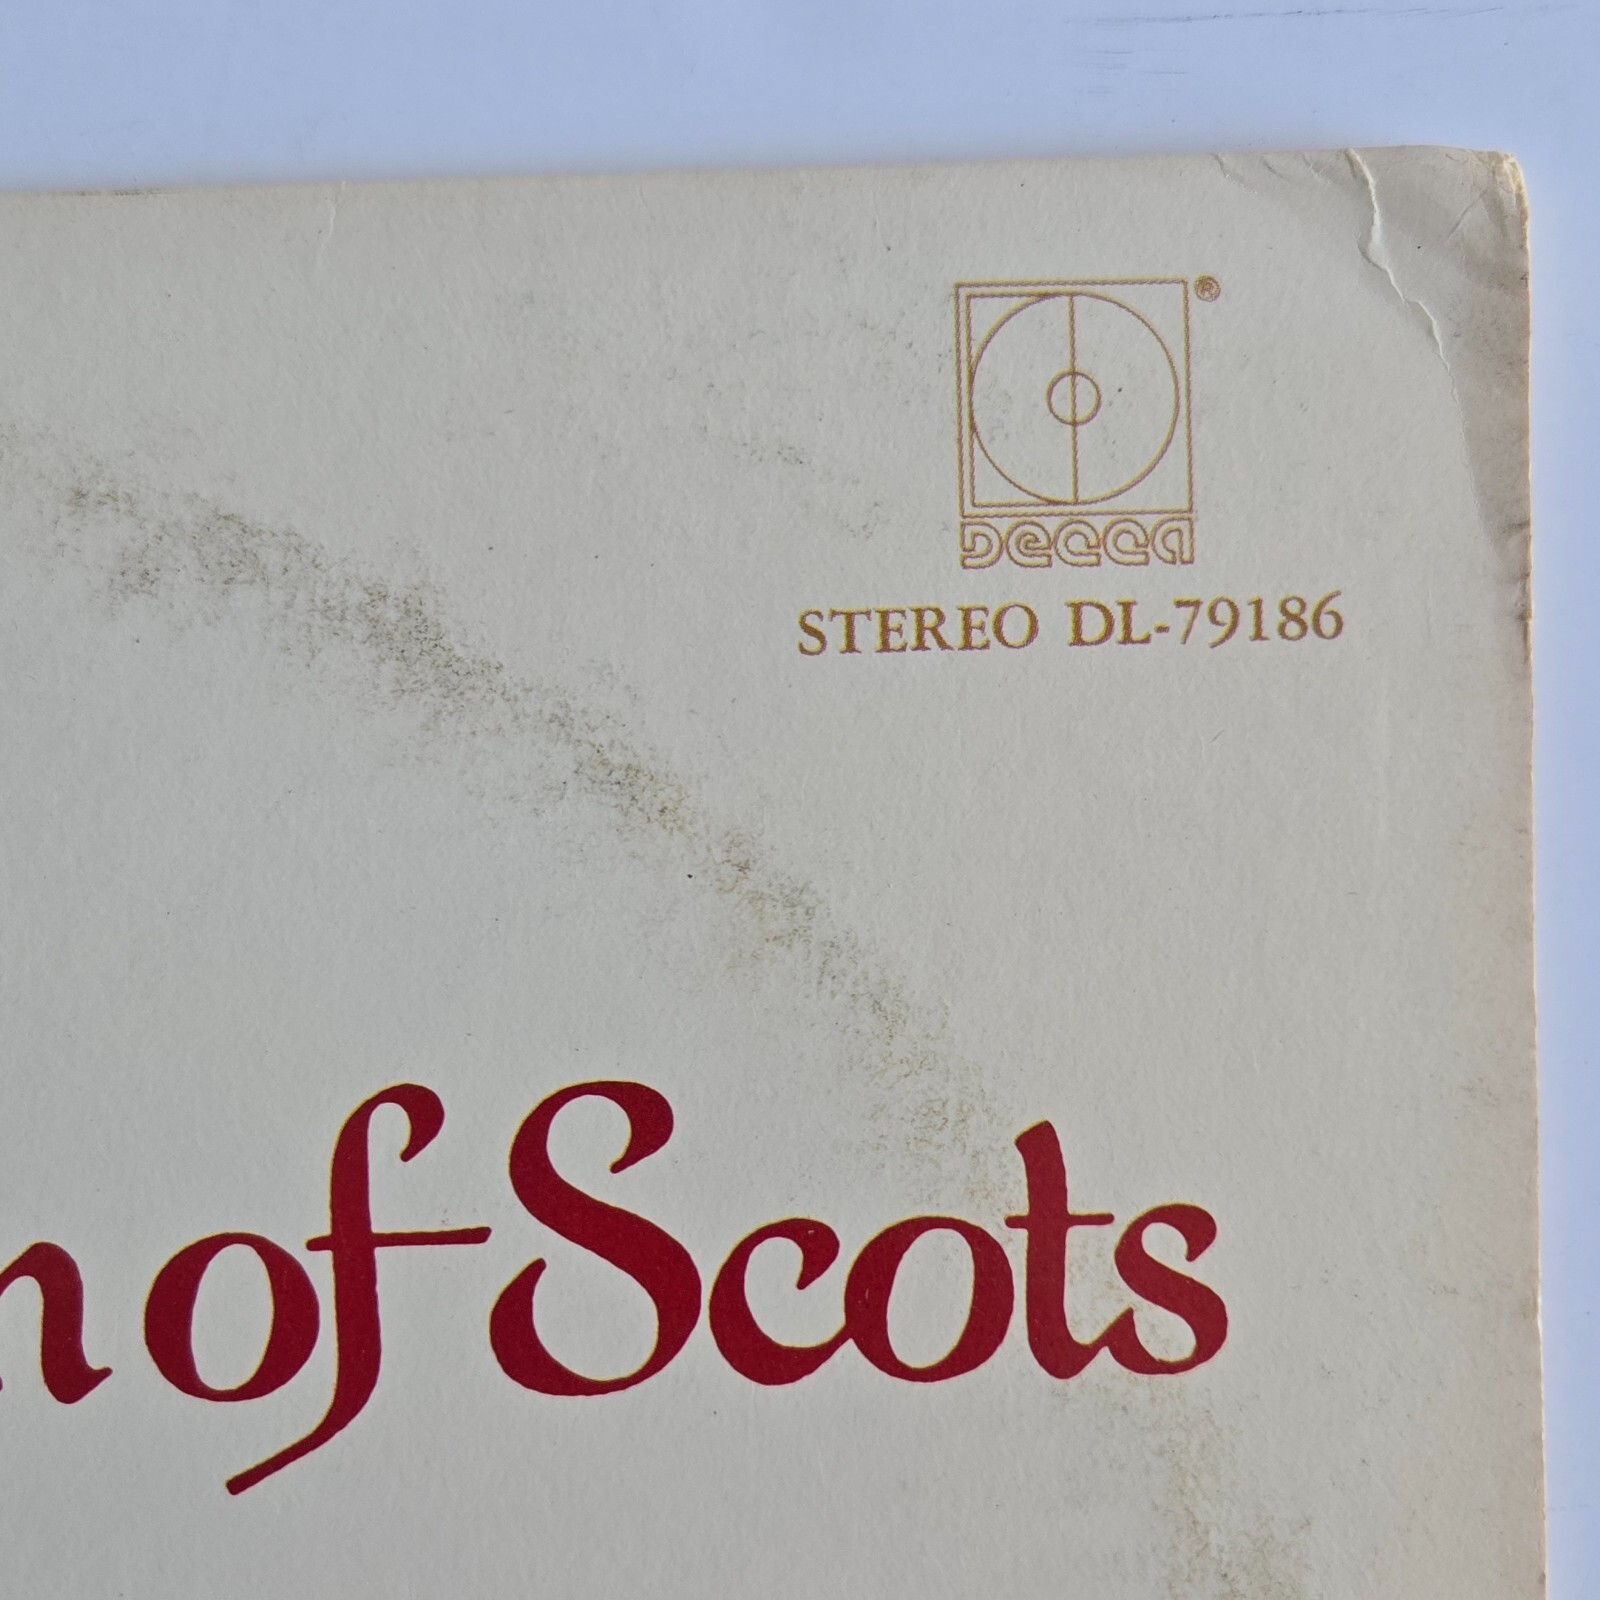 ®
DECCA
STEREO DL-79186
n of Scots